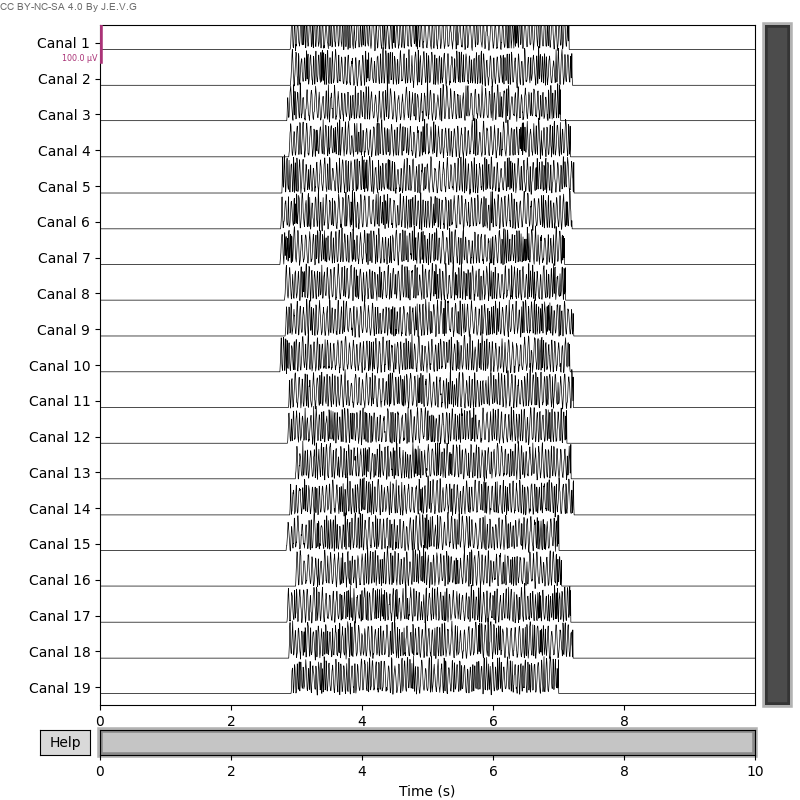 CC BY-NC-SA 4.0 By J.E.V.G
Canal 1
100.0 µV
Canal 2
Canal 3
Canal 4
Canal 5
Canal 6
Canal 7
Canal 8
Canal 9
Canal 10
Canal 11
Canal 12
Canal 13
Canal 14
Canal 15
Canal 16
Canal 17
Canal 18
Canal 19
0 2 4 6 8
Help
0 2 4 6 8 10
Time (s)